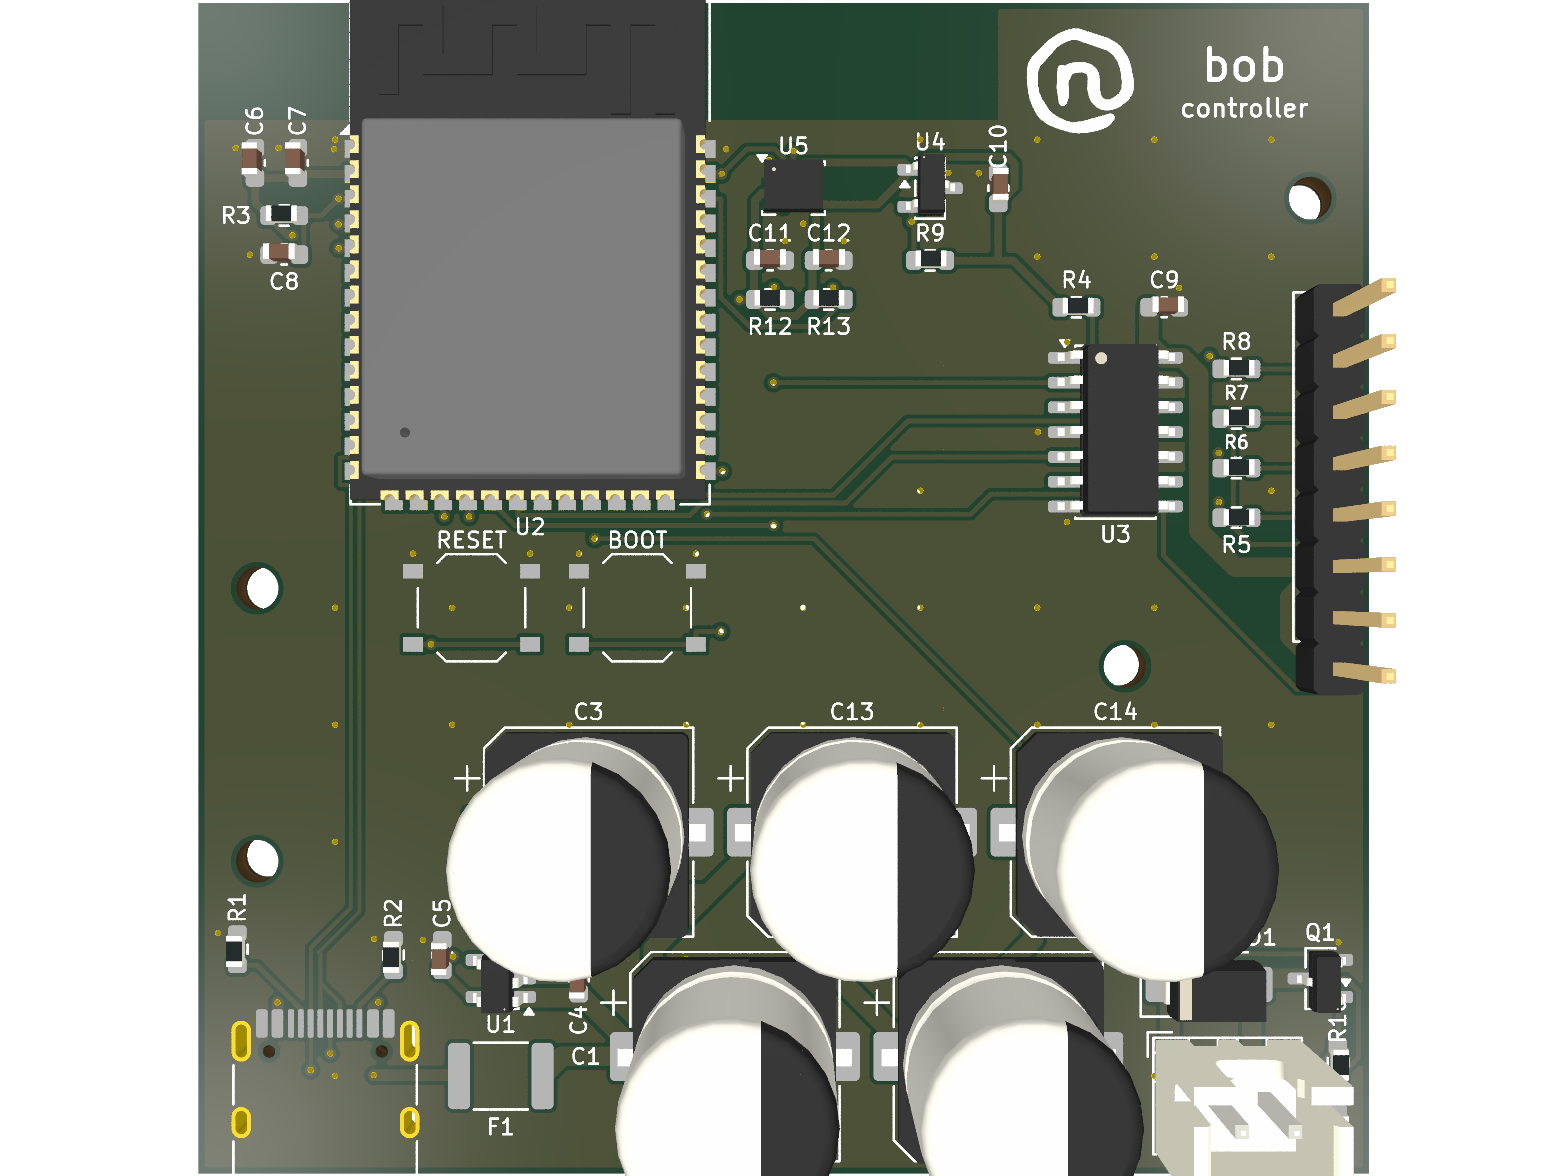 n
bob
controller
C6
C7
U5
U4
C10
R3
C11
C12
R9
C8
R4
C9
R12
R13
R8
R7
R6
U2
U3
R5
RESET
BOOT
C3
C13
C14
+
+
+
R1
R2
C5
Q1
+
+
U1
C4
C1
F1